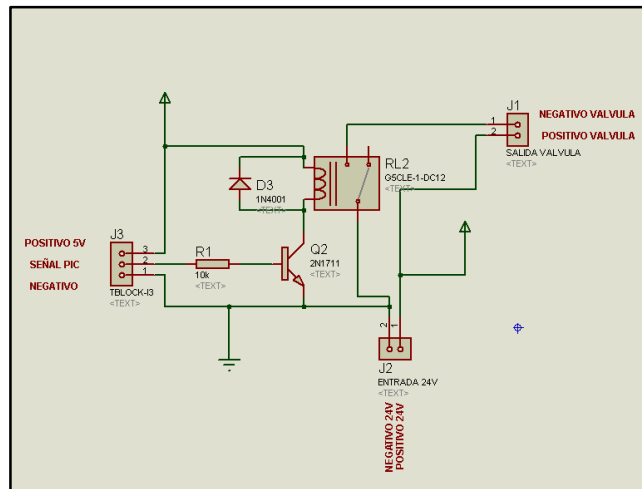 J1
1
2
NEGATIVO VALVULA
POSITIVO VALVULA
SALIDA VALVULA
<TEXT>
RL2
G5CLE-1-DC12
<TEXT>
D3
1N4001
<TEXT>
J3
POSITIVO 5V
SEÑAL PIC
NEGATIVO
3
2
1
TBLOCK-I3
<TEXT>
R1
10k
<TEXT>
Q2
2N1711
<TEXT>
2
1
J2
ENTRADA 24V
<TEXT>
NEGATIVO 24V
POSITIVO 24V